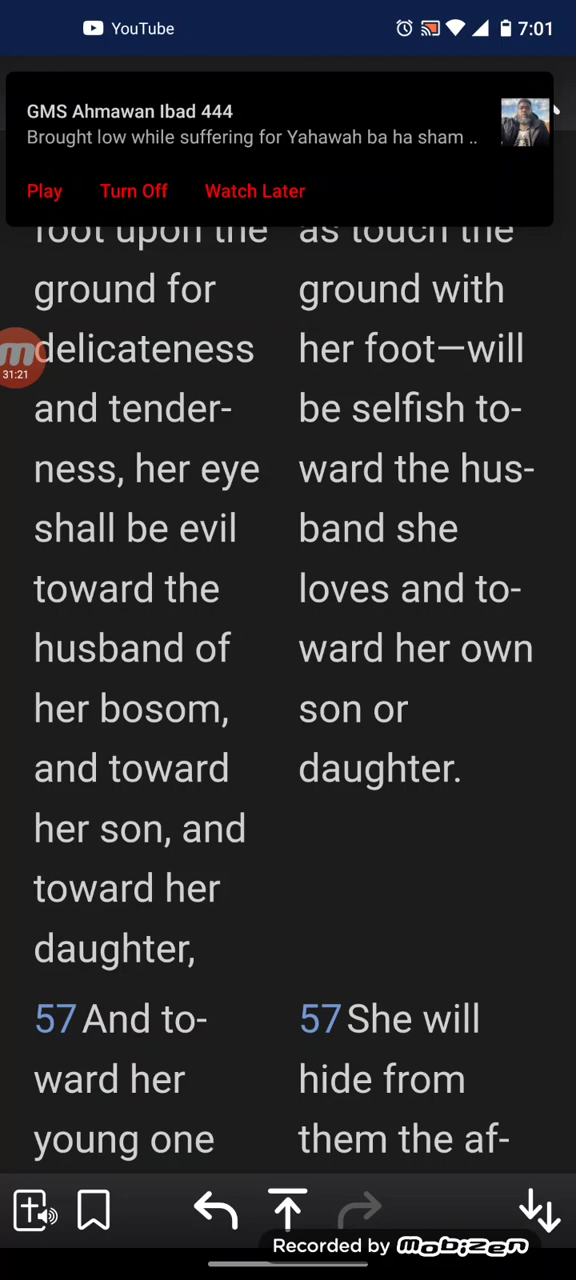 YouTube
7:01
GMS Ahmawan Ibad 444
Brought low while suffering for Yahawah ba ha sham ..
Play Turn Off Watch Later
31:21
foot upon the
ground for
delicateness
and tender-
ness, her eye
shall be evil
toward the
husband of
her bosom,
and toward
her son, and
toward her
daughter,
57 And to-
ward her
young one
as touch the
ground with
her foot—will
be selfish to-
ward the hus-
band she
loves and to-
ward her own
son or
daughter.
57 She will
hide from
them the af-
Recorded by mobizen